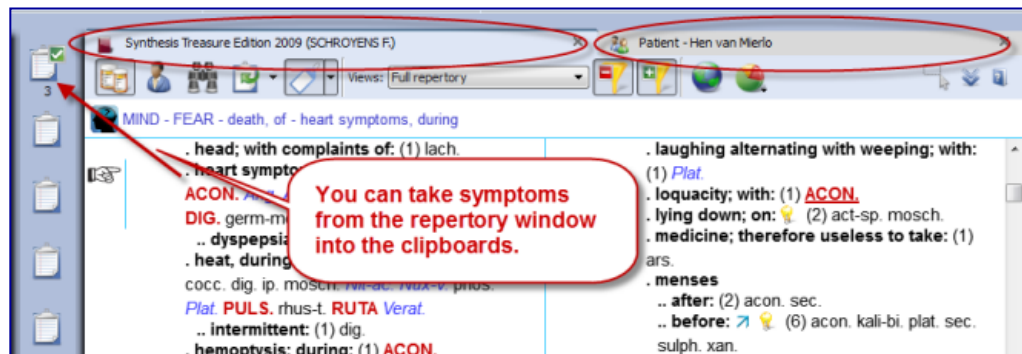 Synthesis Treasure Edition 2009 (SCHROYENS F.)
Patient - Hen van Mierlo
3
Views: Full repertory
MIND - FEAR - death, of - heart symptoms, during
. head; with complaints of: (1) lach.
. heart
ACON.
DIG.
.. dyspepsia
. heat, during
cocc. dig. ip. mosch. Nit-ac. Nux-v. phos.
Plat. PULS. rhus-t. RUTA Verat.
.. intermittent: (1) dig.
. hemoptysis; during: (1) ACON.
You can take symptoms
from the repertory window
into the clipboards.
. laughing alternating with weeping; with:
(1) Plat.
. loquacity; with: (1) ACON.
. lying down; on: (2) act-sp. mosch.
. medicine; therefore useless to take: (1)
ars.
. menses
.. after: (2) acon. sec.
.. before: (6) acon. kali-bi. plat. sec.
sulph. xan.